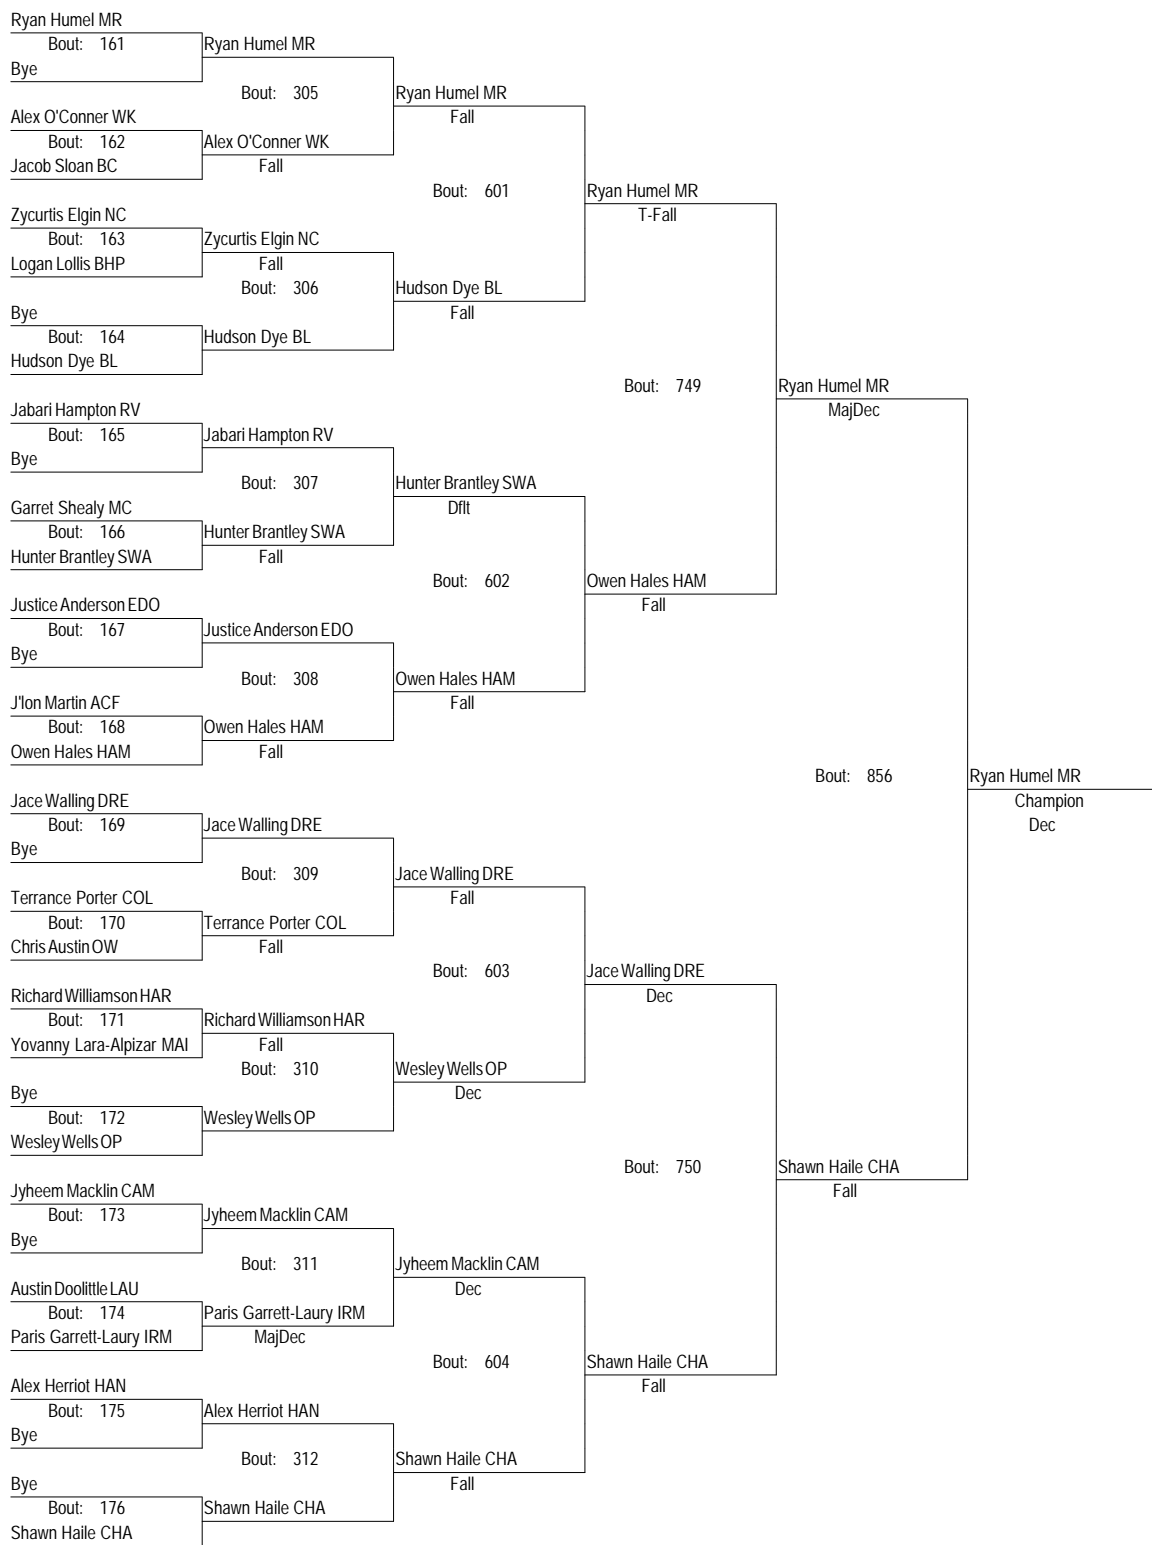 Ryan Humel MR
Bout: 161
Ryan Humel MR
Bye
Bout: 305
Ryan Humel MR
Fall
Alex O'Conner WK
Bout: 162
Alex O'Conner WK
Jacob Sloan BC
Fall
Bout: 601
Ryan Humel MR
T-Fall
Zycurtis Elgin NC
Bout: 163
Zycurtis Elgin NC
Logan Lollis BHP
Fall
Bout: 306
Hudson Dye BL
Fall
Bye
Bout: 164
Hudson Dye BL
Hudson Dye BL
Bout: 749
Ryan Humel MR
MajDec
Jabari Hampton RV
Bout: 165
Jabari Hampton RV
Bye
Bout: 307
Hunter Brantley SWA
Dflt
Garret Shealy MC
Bout: 166
Hunter Brantley SWA
Hunter Brantley SWA
Fall
Bout: 602
Owen Hales HAM
Fall
Justice Anderson EDO
Bout: 167
Justice Anderson EDO
Bye
Bout: 308
Owen Hales HAM
Fall
J'lon Martin ACF
Bout: 168
Owen Hales HAM
Owen Hales HAM
Fall
Bout: 856
Ryan Humel MR
Champion
Dec
Jace Walling DRE
Bout: 169
Jace Walling DRE
Bye
Bout: 309
Jace Walling DRE
Fall
Terrance Porter COL
Bout: 170
Terrance Porter COL
Chris Austin OW
Fall
Bout: 603
Jace Walling DRE
Dec
Richard Williamson HAR
Bout: 171
Richard Williamson HAR
Yovanny Lara-Alpizar MAI
Fall
Bout: 310
Wesley Wells OP
Dec
Bye
Bout: 172
Wesley Wells OP
Wesley Wells OP
Bout: 750
Shawn Haile CHA
Fall
Jyheem Macklin CAM
Bout: 173
Jyheem Macklin CAM
Bye
Bout: 311
Jyheem Macklin CAM
Dec
Austin Doolittle LAU
Bout: 174
Paris Garrett-Laury IRM
Paris Garrett-Laury IRM
MajDec
Bout: 604
Shawn Haile CHA
Fall
Alex Herriot HAN
Bout: 175
Alex Herriot HAN
Bye
Bout: 312
Shawn Haile CHA
Fall
Bye
Bout: 176
Shawn Haile CHA
Shawn Haile CHA